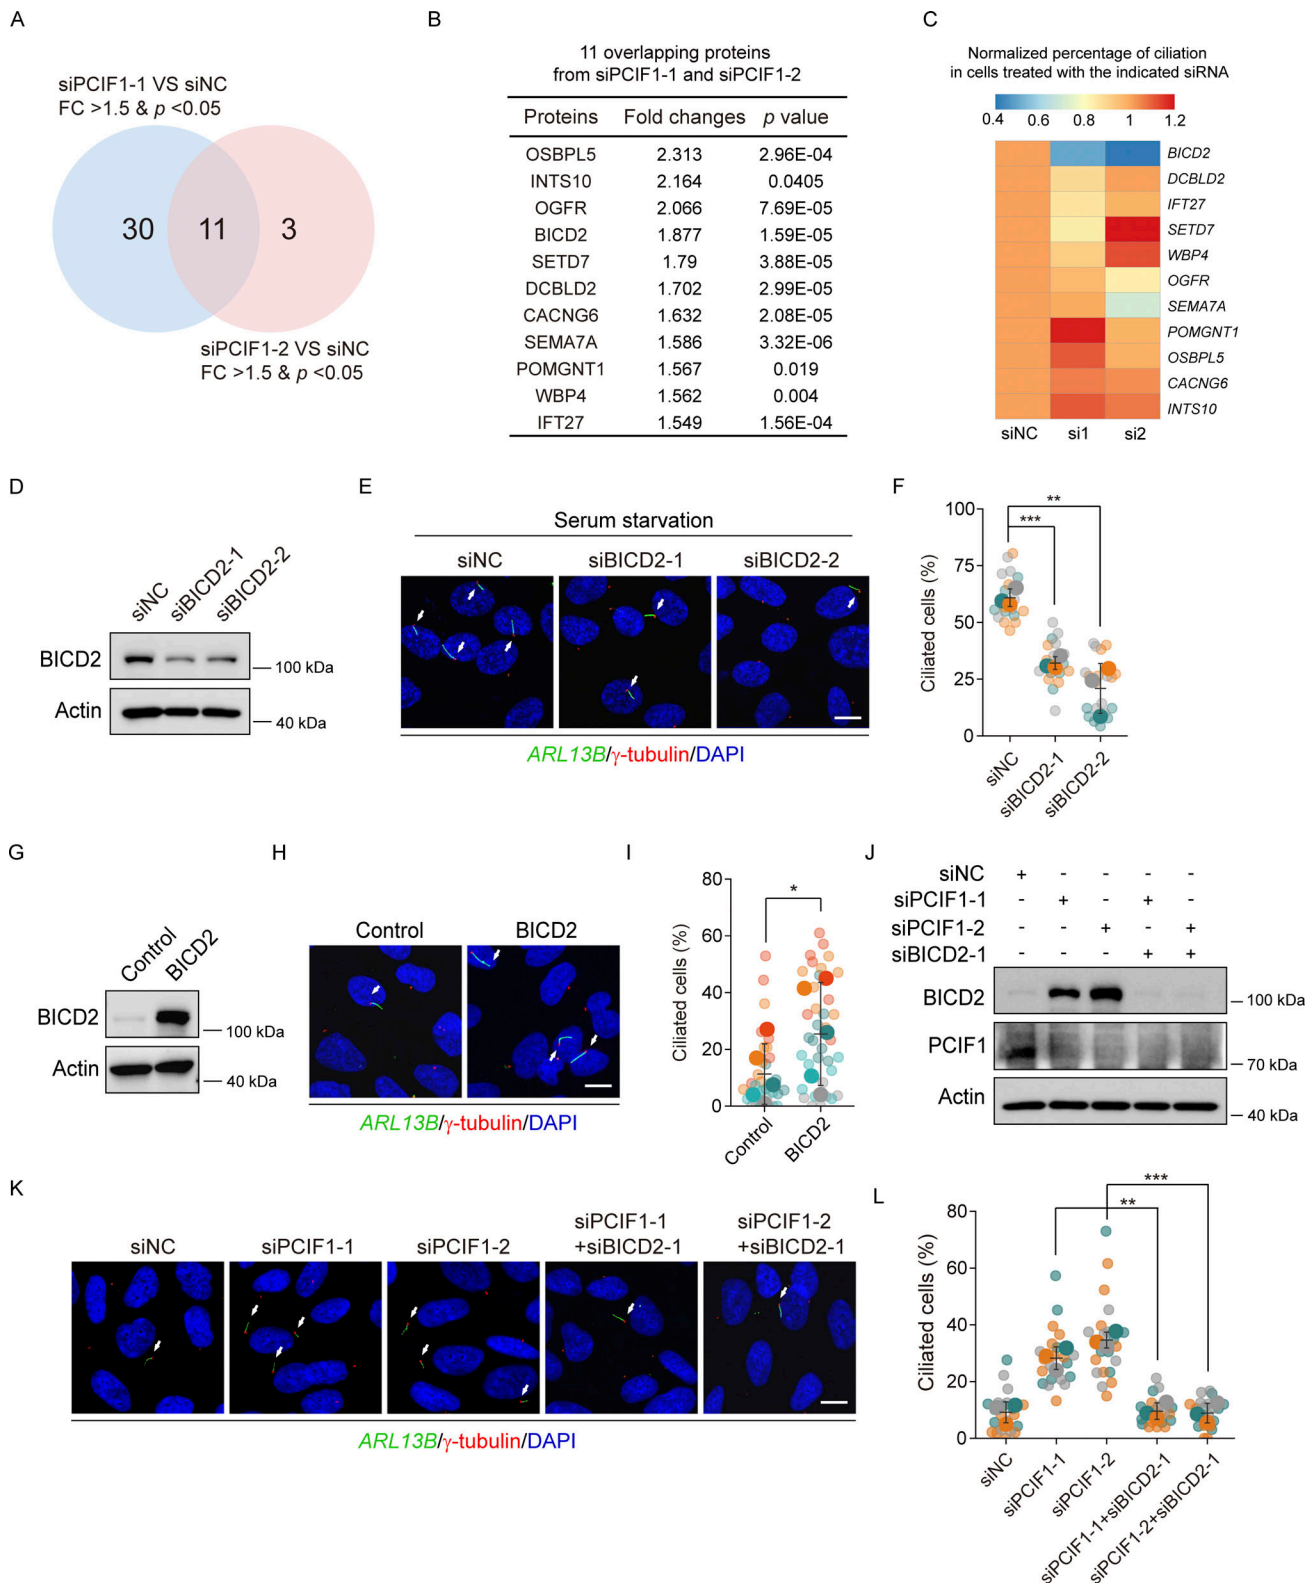 A
siPCIF1-1 VS siNC
FC >1.5 & p <0.05
30
11
3
siPCIF1-2 VS siNC
FC >1.5 & p <0.05
B
11 overlapping proteins
from siPCIF1-1 and siPCIF1-2
Proteins Fold changes p value
OSBPL5 2.313 2.96E-04
INTS10 2.164 0.0405
OGFR 2.066 7.69E-05
BICD2 1.877 1.59E-05
SETD7 1.79 3.88E-05
DCBLD2 1.702 2.99E-05
CACNG6 1.632 2.08E-05
SEMA7A 1.586 3.32E-06
POMGNT1 1.567 0.019
WBP4 1.562 0.004
IFT27 1.549 1.56E-04
C
Normalized percentage of ciliation
in cells treated with the indicated siRNA
0.4 0.6 0.8 1 1.2
BICD2
DCBLD2
IFT27
SETD7
WBP4
OGFR
SEMA7A
POMGNT1
OSBPL5
CACNG6
INTS10
siNC si1 si2
D
siNC
siBICD2-1
siBICD2-2
BICD2
100 kDa
Actin
40 kDa
E
Serum starvation
siNC siBICD2-1 siBICD2-2
ARL13B/γ-tubulin/DAPI
F
Ciliated cells (%)
100
75
50
25
0
**
***
siNC
siBICD2-1
siBICD2-2
G
Control
BICD2
BICD2
100 kDa
Actin
40 kDa
H
Control BICD2
ARL13B/γ-tubulin/DAPI
I
Ciliated cells (%)
80
60
40
20
0
*
Control
BICD2
J
siNC + - - - -
siPCIF1-1 - + - + -
siPCIF1-2 - - + - +
siBICD2-1 - - - + +
BICD2
100 kDa
PCIF1
70 kDa
Actin
40 kDa
K
siNC siPCIF1-1 siPCIF1-2
siPCIF1-1
+siBICD2-1
siPCIF1-2
+siBICD2-1
ARL13B/γ-tubulin/DAPI
L
Ciliated cells (%)
80
60
40
20
0
***
**
siNC
siPCIF1-1
siPCIF1-2
siPCIF1-1+siBICD2-1
siPCIF1-2+siBICD2-1